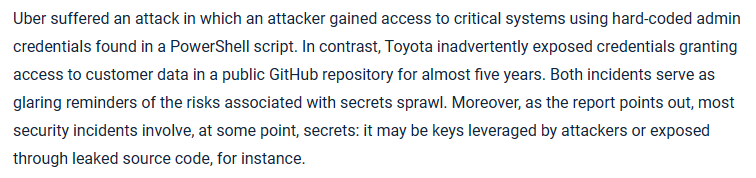 Uber suffered an attack in which an attacker gained access to critical systems using hard-coded admin
credentials found in a PowerShell script. In contrast, Toyota inadvertently exposed credentials granting
access to customer data in a public GitHub repository for almost five years. Both incidents serve as
glaring reminders of the risks associated with secrets sprawl. Moreover, as the report points out, most
security incidents involve, at some point, secrets: it may be keys leveraged by attackers or exposed
through leaked source code, for instance.